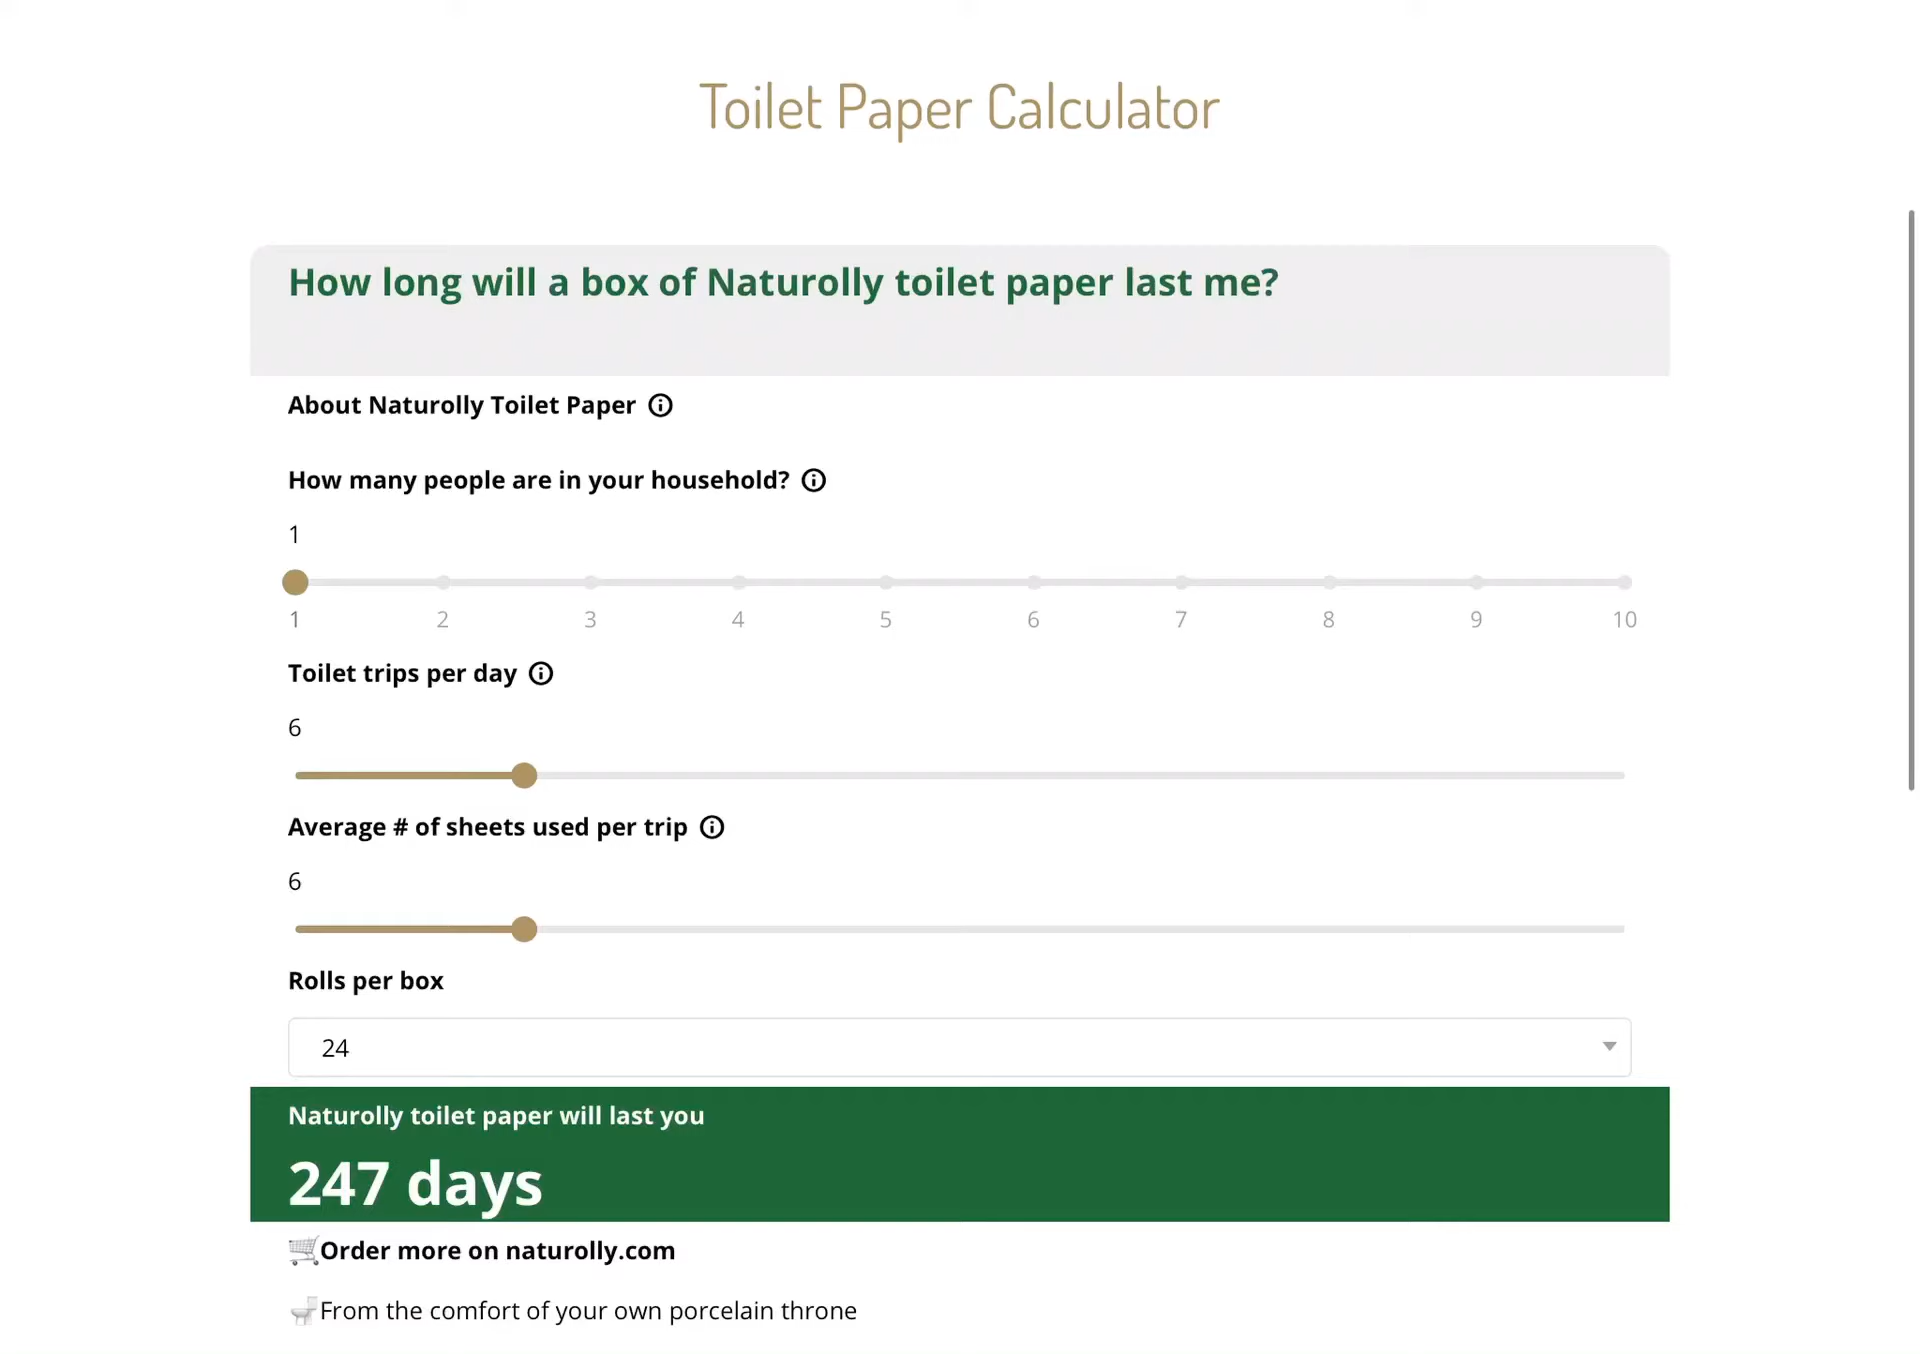 Toilet Paper Calculator
How long will a box of Naturolly toilet paper last me?
About Naturolly Toilet Paper
How many people are in your household?
1
1 2 3 4 5 6 7 8 9 10
Toilet trips per day
6
Average # of sheets used per trip
6
Rolls per box
24
Naturolly toilet paper will last you
247 days
Order more on naturolly.com
From the comfort of your own porcelain throne